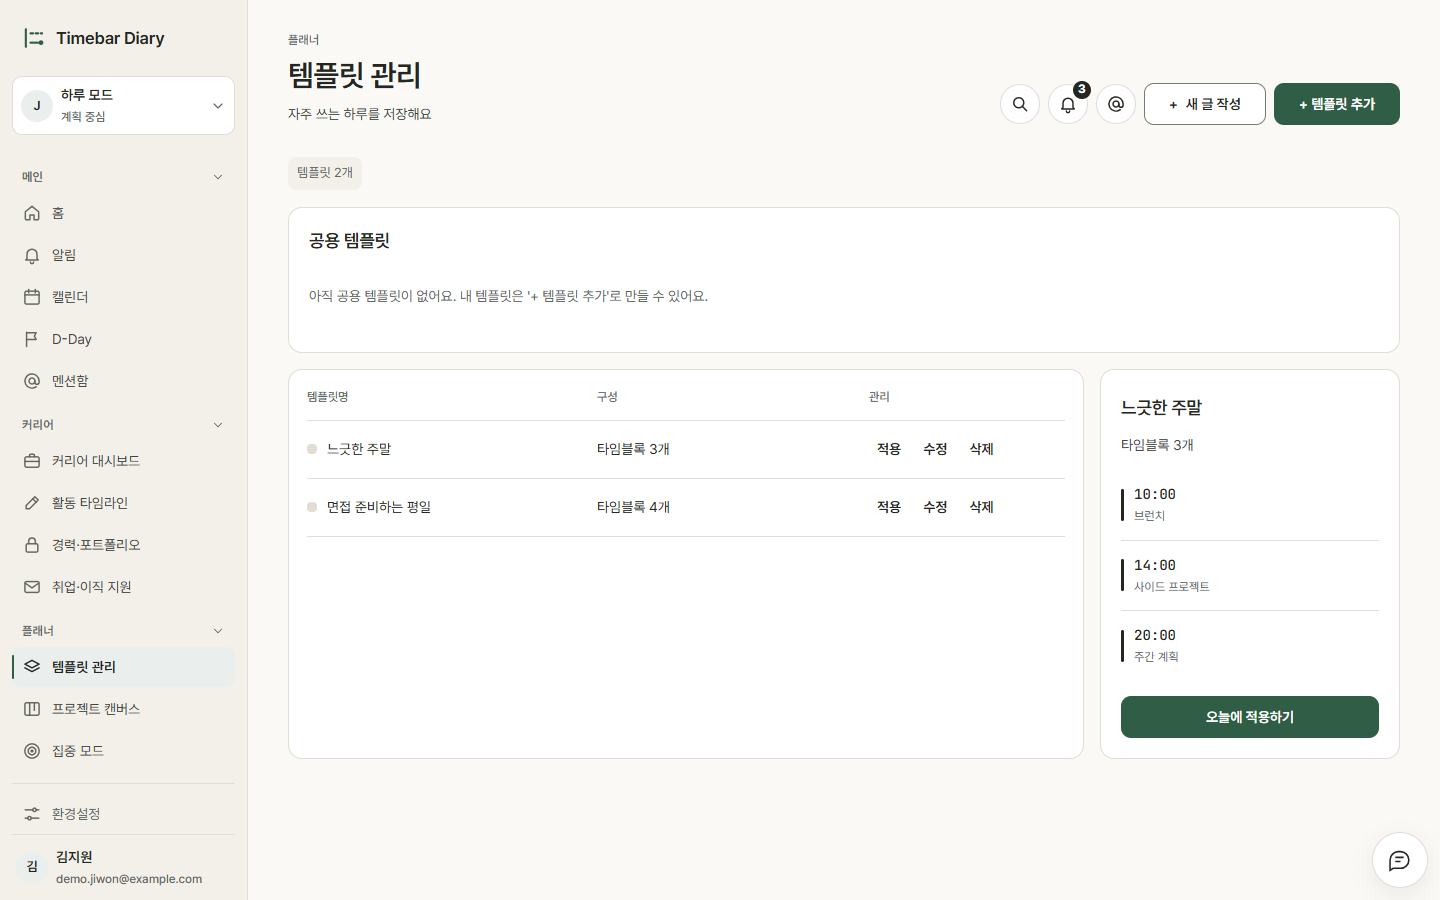 Timebar Diary
J
하루 모드
계획 중심
메인
홈
알림
캘린더
D-Day
멘션함
커리어
커리어 대시보드
활동 타임라인
경력·포트폴리오
취업·이직 지원
플래너
템플릿 관리
프로젝트 캔버스
집중 모드
환경설정
김
김지원
demo.jiwon@example.com
플래너
템플릿 관리
자주 쓰는 하루를 저장해요
3
+ 새 글 작성
+ 템플릿 추가
템플릿 2개
공용 템플릿
아직 공용 템플릿이 없어요. 내 템플릿은 '+ 템플릿 추가'로 만들 수 있어요.
템플릿명 구성 관리
느긋한 주말 타임블록 3개 적용 수정 삭제
면접 준비하는 평일 타임블록 4개 적용 수정 삭제
느긋한 주말
타임블록 3개
10:00
브런치
14:00
사이드 프로젝트
20:00
주간 계획
오늘에 적용하기